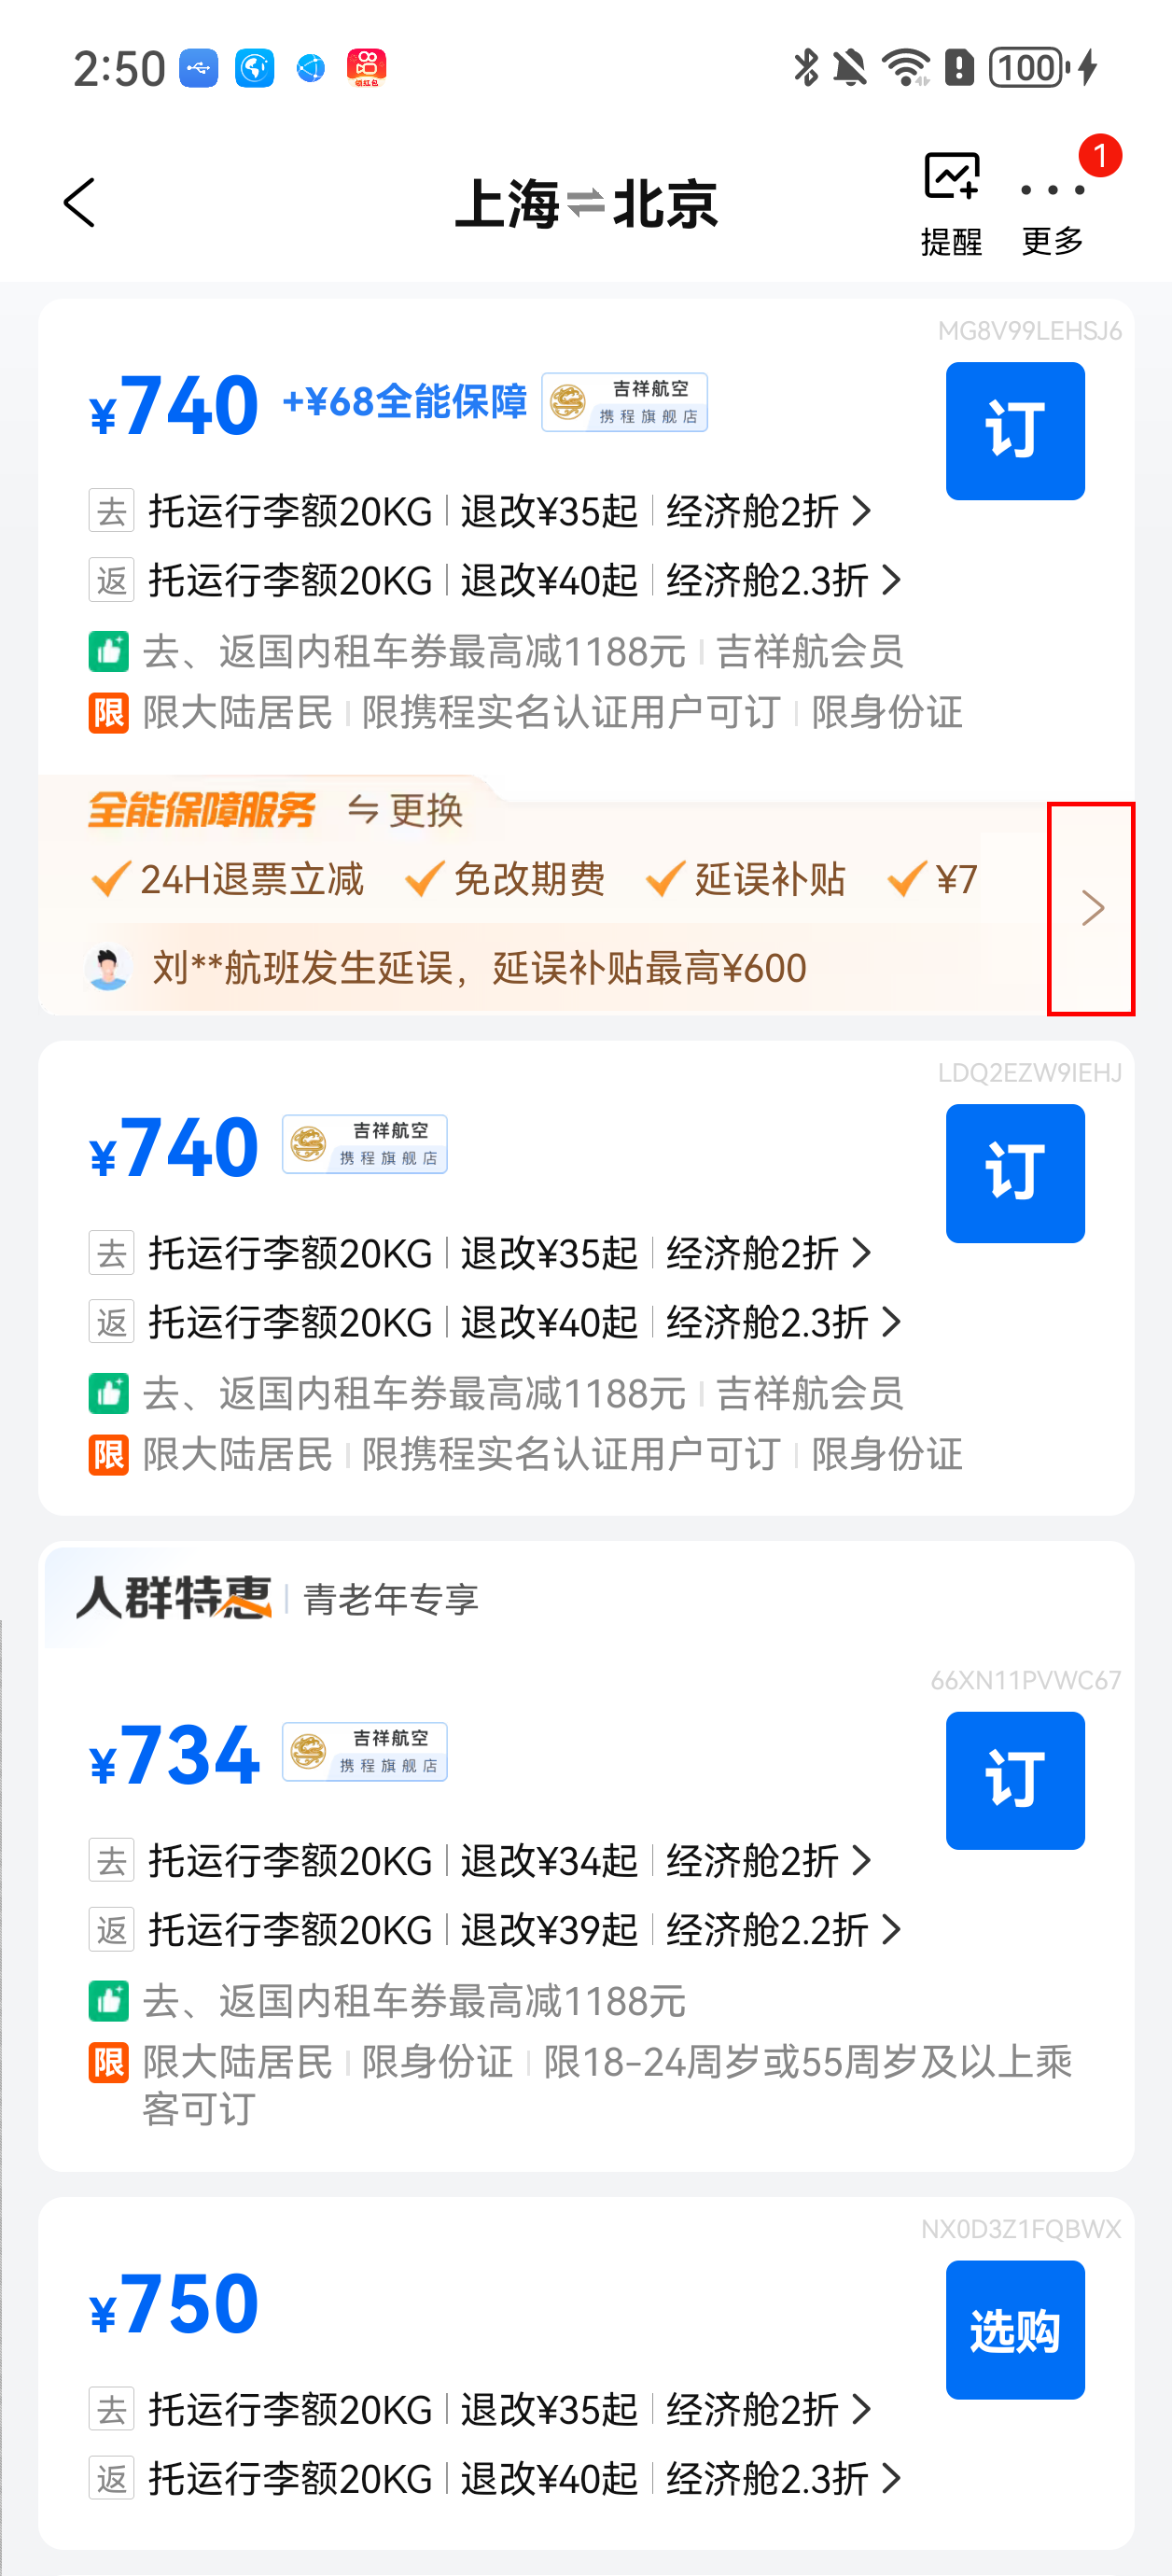 2:50
领红包
100
上海⇌北京
提醒
更多
1
MG8V99LEHSJ6
¥740 +¥68全能保障 吉祥航空 携程旗舰店
订
去 托运行李额20KG 退改¥35起 经济舱2折
返 托运行李额20KG 退改¥40起 经济舱2.3折
去、返国内租车券最高减1188元 吉祥航会员
限 限大陆居民 限携程实名认证用户可订 限身份证
全能保障服务 更换
24H退票立减 免改期费 延误补贴 ¥7
刘**航班发生延误，延误补贴最高¥600
LDQ2EZW9IEHJ
¥740 吉祥航空 携程旗舰店
订
去 托运行李额20KG 退改¥35起 经济舱2折
返 托运行李额20KG 退改¥40起 经济舱2.3折
去、返国内租车券最高减1188元 吉祥航会员
限 限大陆居民 限携程实名认证用户可订 限身份证
人群特惠 青老年专享
66XN11PVWC67
¥734 吉祥航空 携程旗舰店
订
去 托运行李额20KG 退改¥34起 经济舱2折
返 托运行李额20KG 退改¥39起 经济舱2.2折
去、返国内租车券最高减1188元
限 限大陆居民 限身份证 限18-24周岁或55周岁及以上乘
客可订
NX0D3Z1FQBWX
¥750
选购
去 托运行李额20KG 退改¥35起 经济舱2折
返 托运行李额20KG 退改¥40起 经济舱2.3折